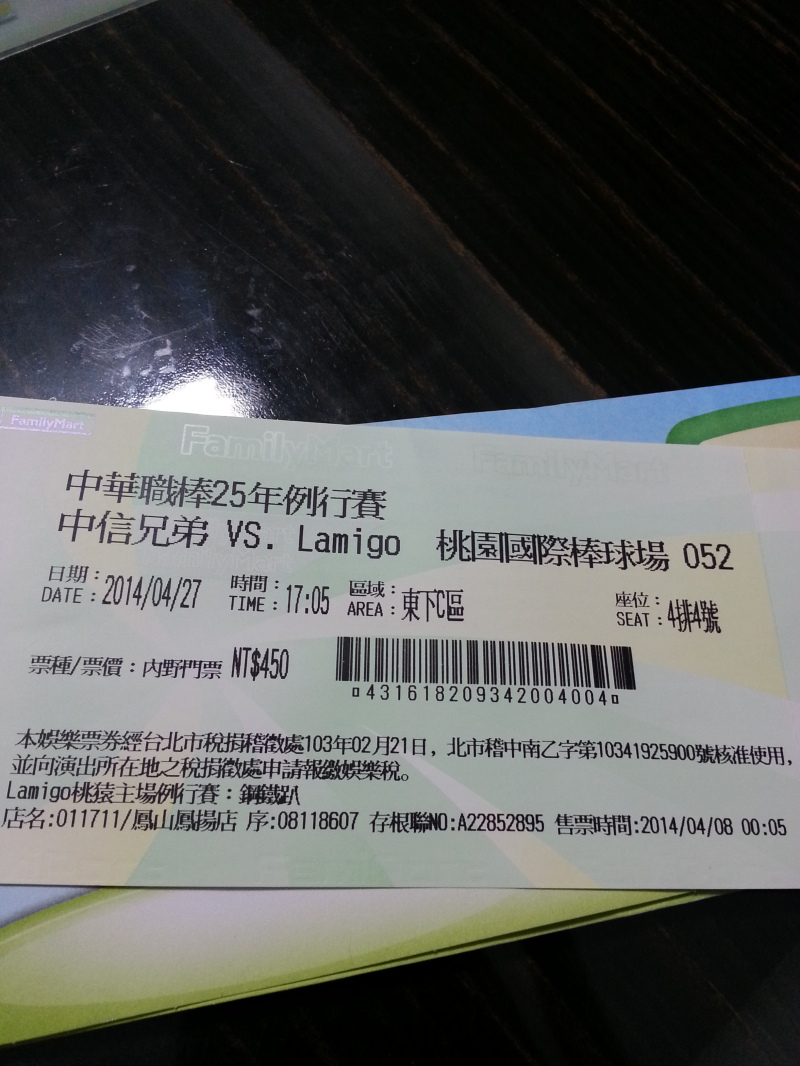 FamilyMart
FamilyMart
中華職棒25年例行賽
中信兄弟 VS. Lamigo 桃園國際棒球場 052
日期： 時間： 區域： 座位：
DATE：2014/04/27 TIME：17:05 AREA：東下C區 SEAT：4排4號
票種/票價：內野門票 NT$450
431618209342004004
本娛樂票券經台北市稅捐稽徵處103年02月21日，北市稽中南乙字第10341925900號核准使用，
並向演出所在地之稅捐徵處申請報繳娛樂稅。
Lamigo桃猿主場例行賽：鋼鐵趴
店名:011711/鳳山鳳揚店 序:08118607 存根聯NO:A22852895 售票時間:2014/04/08 00:05